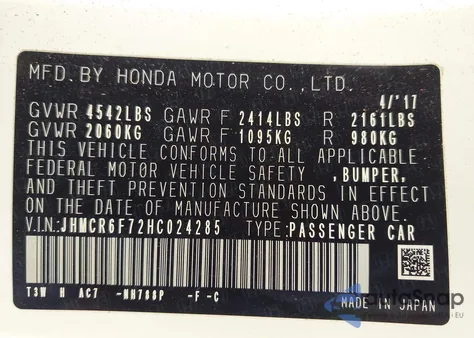 MFD. BY HONDA MOTOR CO., LTD.
4/'17
GVWR 4542LBS GAWR F 2414LBS R 2161LBS
GVWR 2060KG GAWR F 1095KG R 980KG
THIS VEHICLE CONFORMS TO ALL APPLICABLE
FEDERAL MOTOR VEHICLE SAFETY ,BUMPER,
AND THEFT PREVENTION STANDARDS IN EFFECT
ON THE DATE OF MANUFACTURE SHOWN ABOVE.
V.I.N: JHMCR6F72HC024285 TYPE: PASSENGER CAR
T3W H AC7 -NH788P -F -C
MADE IN JAPAN
autoSnap
.EU